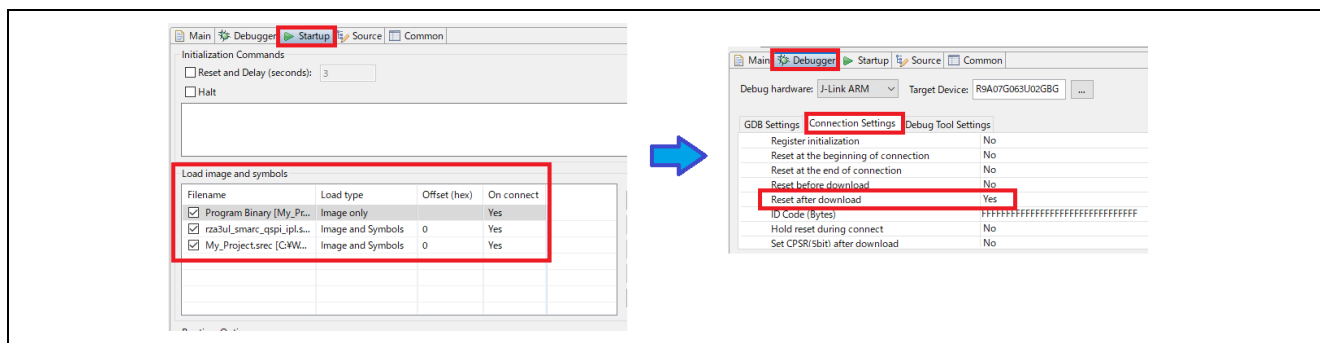 Main Debugger Startup Source Common
Initialization Commands
Reset and Delay (seconds): 3
Halt
Load image and symbols
Filename Load type Offset (hex) On connect
Program Binary [My_Pr... Image only Yes
rza3ul_smarc_qspi_ipl.s... Image and Symbols 0 Yes
My_Project.srec [C:¥W... Image and Symbols 0 Yes
Main Debugger Startup Source Common
Debug hardware: J-Link ARM Target Device: R9A07G063U02GBG ...
GDB Settings Connection Settings Debug Tool Settings
Register initialization No
Reset at the beginning of connection No
Reset at the end of connection No
Reset before download No
Reset after download Yes
ID Code (Bytes) FFFFFFFFFFFFFFFFFFFFFFFFFFFFFFFF
Hold reset during connect No
Set CPSR(5bit) after download No